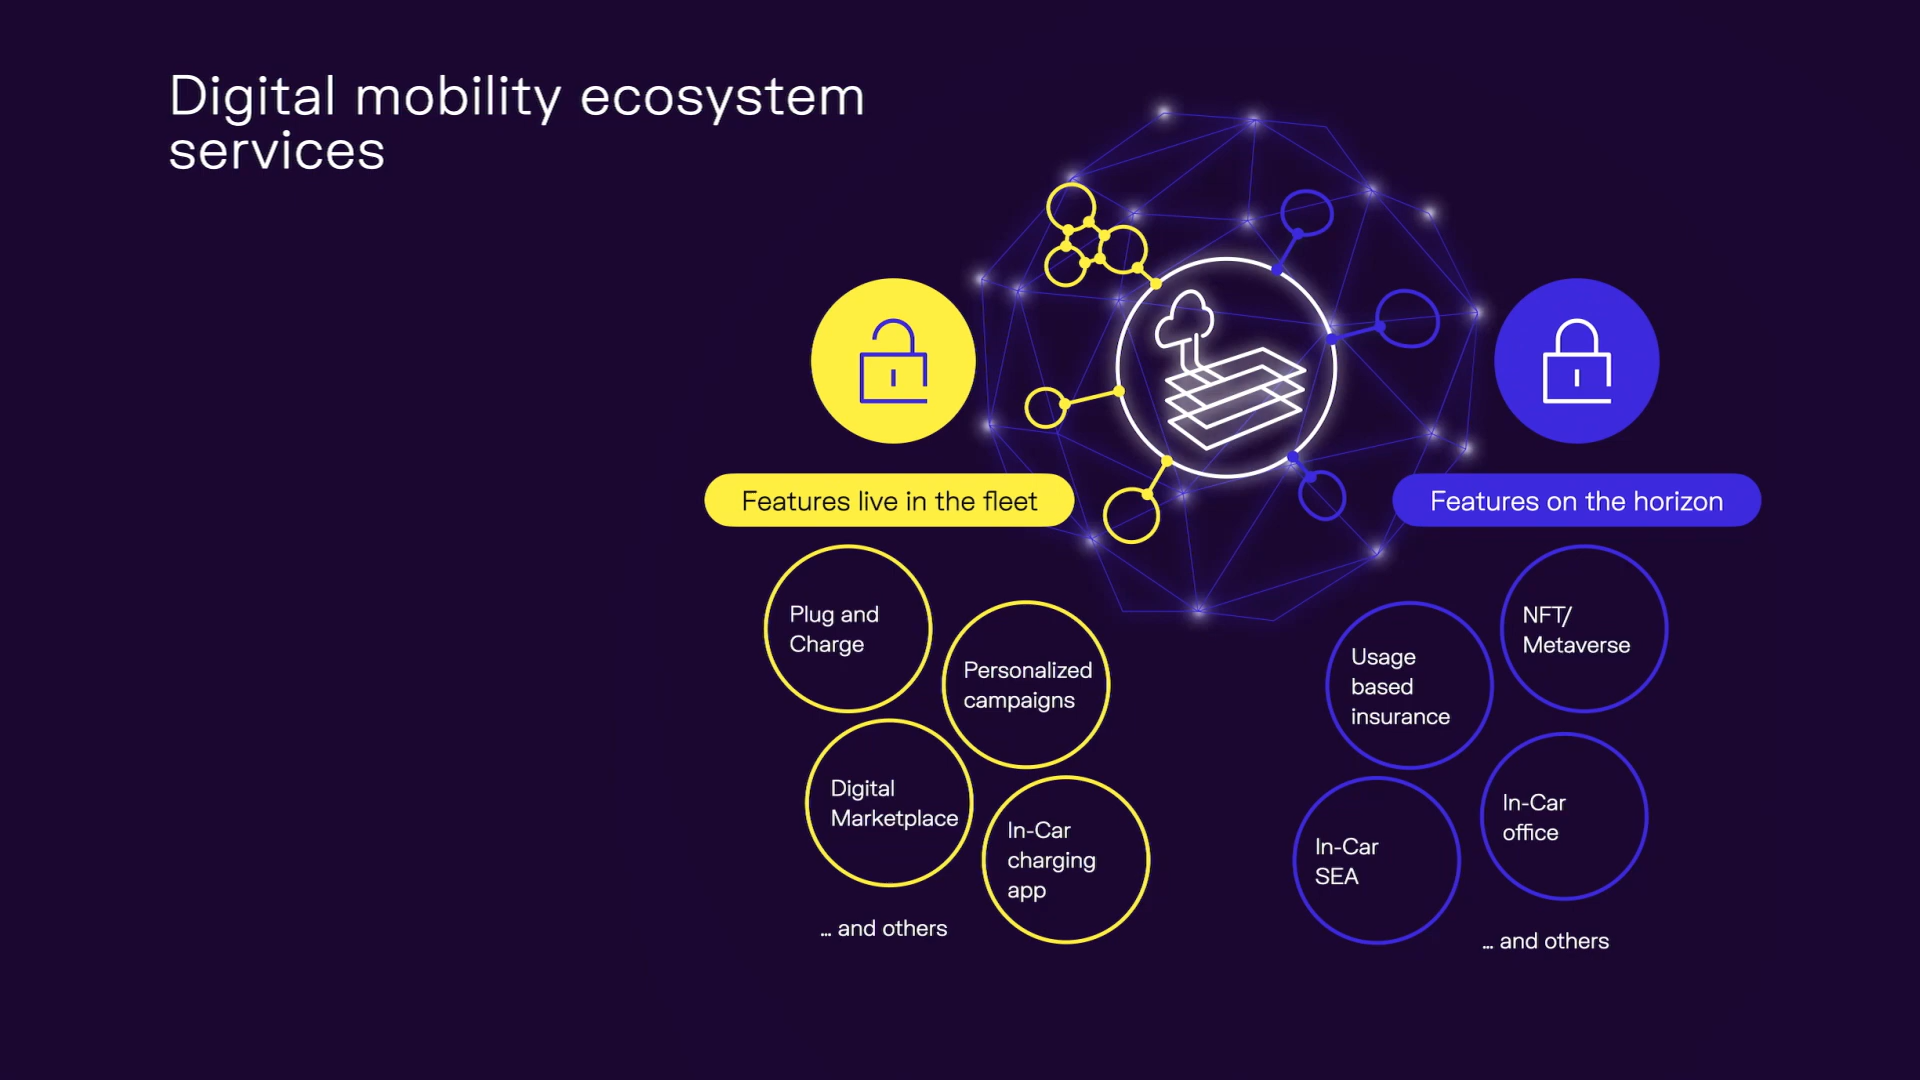 Digital mobility ecosystem
services
Features live in the fleet
Plug and
Charge
Personalized
campaigns
Digital
Marketplace
In-Car
charging
app
... and others
Features on the horizon
NFT/
Metaverse
Usage
based
insurance
In-Car
office
In-Car
SEA
... and others